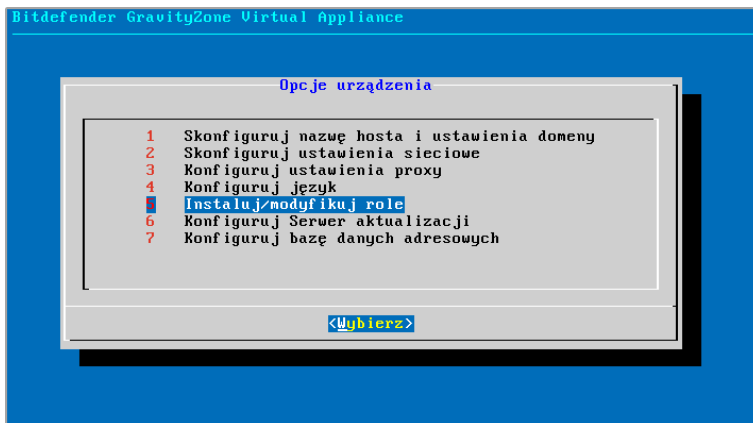 Bitdefender GravityZone Virtual Appliance
Opcje urządzenia
1 Skonfiguruj nazwę hosta i ustawienia domeny
2 Skonfiguruj ustawienia sieciowe
3 Konfiguruj ustawienia proxy
4 Konfiguruj język
5 Instaluj/modyfikuj role
6 Konfiguruj Serwer aktualizacji
7 Konfiguruj bazę danych adresowych
<Wybierz>